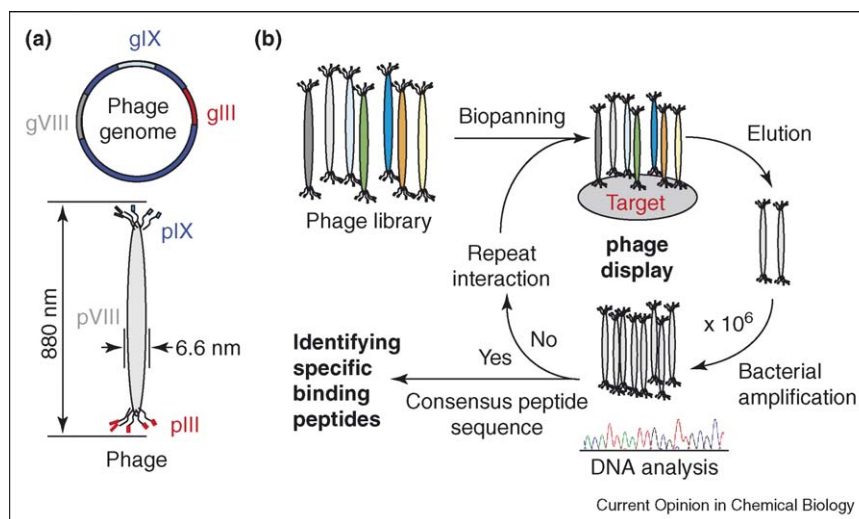 (a)
gIX
gVIII
Phage
genome
gIII
880 nm
pIX
pVIII
6.6 nm
pIII
Phage
(b)
Phage library
Biopanning
Target
phage
display
Elution
x 10⁶
Bacterial
amplification
DNA analysis
Repeat
interaction
No
Yes
Consensus peptide
sequence
Identifying
specific
binding
peptides
Current Opinion in Chemical Biology